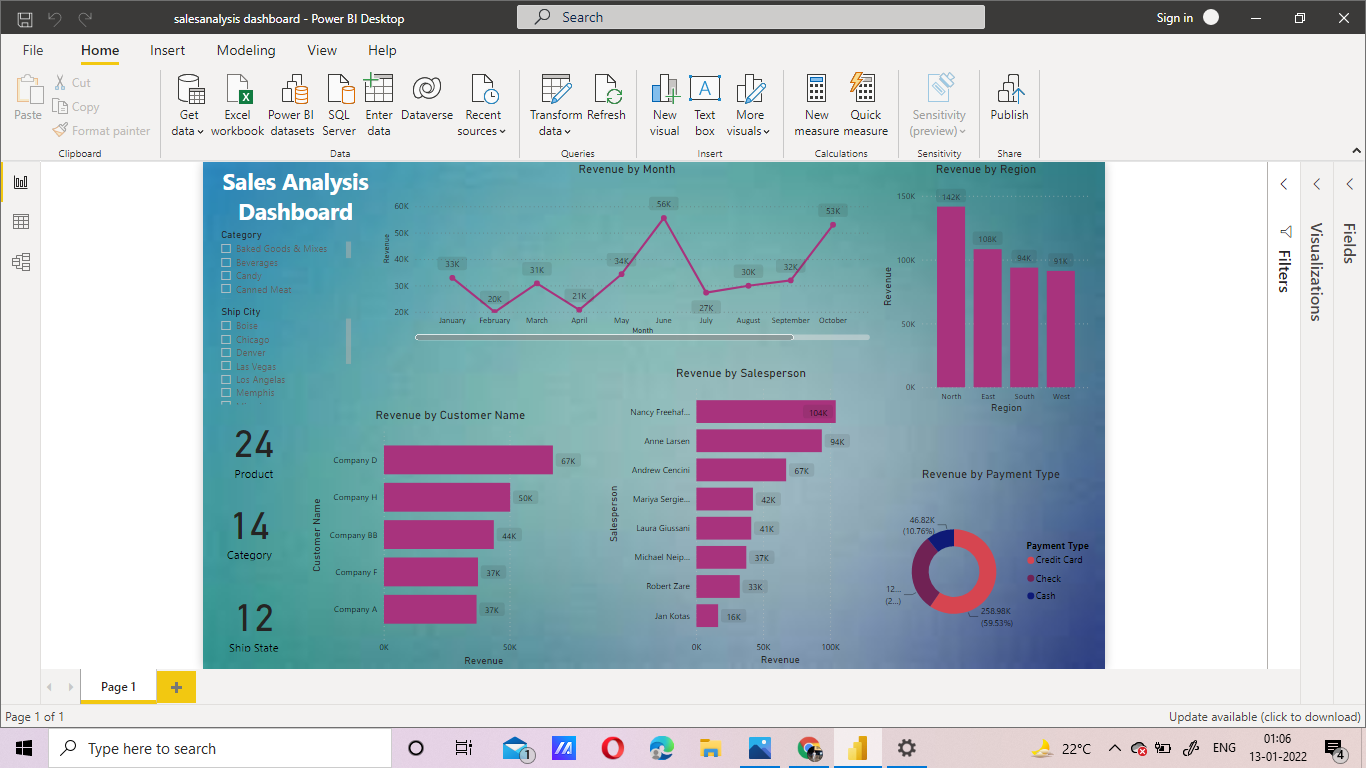 salesanalysis dashboard - Power BI Desktop
Search
Sign in
File
Home
Insert
Modeling
View
Help
Paste
Cut
Copy
Format painter
Clipboard
Get data
Excel workbook
Power BI datasets
SQL Server
Enter data
Dataverse
Recent sources
Data
Transform data
Refresh
Queries
New visual
Text box
More visuals
Insert
New measure
Quick measure
Calculations
Sensitivity (preview)
Sensitivity
Publish
Share
Sales Analysis
Dashboard
Category
Baked Goods & Mixes
Beverages
Candy
Canned Meat
Ship City
Boise
Chicago
Denver
Las Vegas
Los Angelas
Memphis
24
Product
14
Category
12
Ship State
Revenue by Month
Revenue
60K
50K
40K
30K
20K
33K
20K
31K
21K
34K
56K
27K
30K
32K
53K
January
February
March
April
May
June
July
August
September
October
Month
Revenue by Region
Revenue
150K
100K
50K
0K
142K
108K
94K
91K
North
East
South
West
Region
Revenue by Customer Name
Customer Name
Company D
67K
Company H
50K
Company BB
44K
Company F
37K
Company A
37K
0K
50K
Revenue
Revenue by Salesperson
Salesperson
Nancy Freehaf...
104K
Anne Larsen
94K
Andrew Cencini
67K
Mariya Sergie...
42K
Laura Giussani
41K
Michael Neip...
37K
Robert Zare
33K
Jan Kotas
16K
0K
50K
100K
Revenue
Revenue by Payment Type
46.82K
(10.76%)
12...
(2...)
258.98K
(59.53%)
Payment Type
Credit Card
Check
Cash
Filters
Visualizations
Fields
Page 1
Page 1 of 1
Update available (click to download)
Type here to search
1
22°C
ENG
01:06
13-01-2022
4